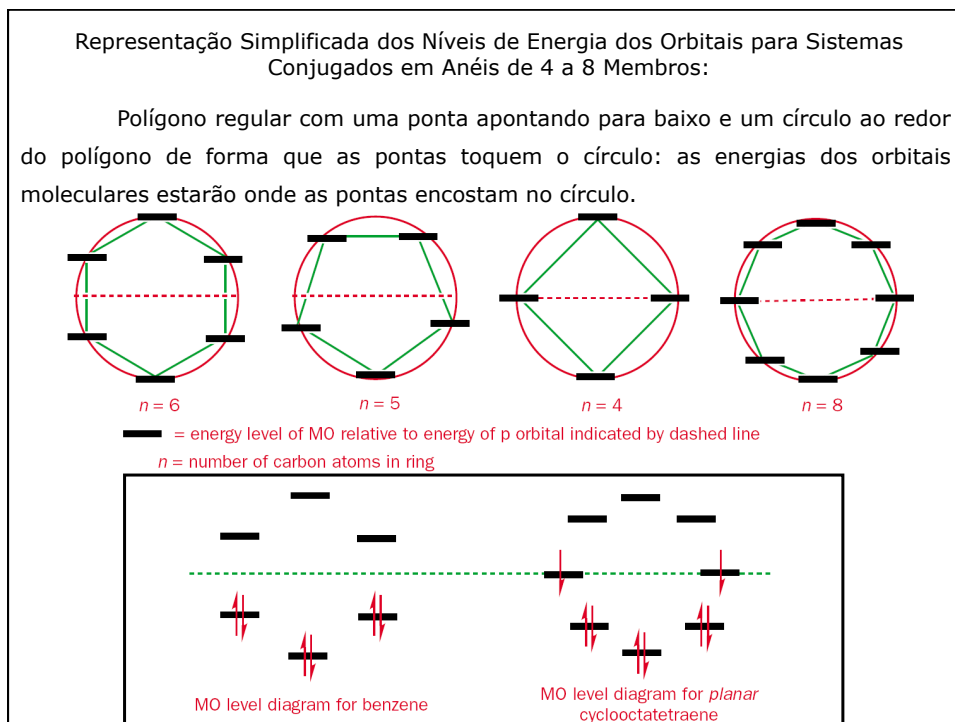 Representação Simplificada dos Níveis de Energia dos Orbitais para Sistemas
Conjugados em Anéis de 4 a 8 Membros:
Polígono regular com uma ponta apontando para baixo e um círculo ao redor
do polígono de forma que as pontas toquem o círculo: as energias dos orbitais
moleculares estarão onde as pontas encostam no círculo.
n = 6
n = 5
n = 4
n = 8
= energy level of MO relative to energy of p orbital indicated by dashed line
n = number of carbon atoms in ring
MO level diagram for benzene
MO level diagram for planar
cyclooctatetraene